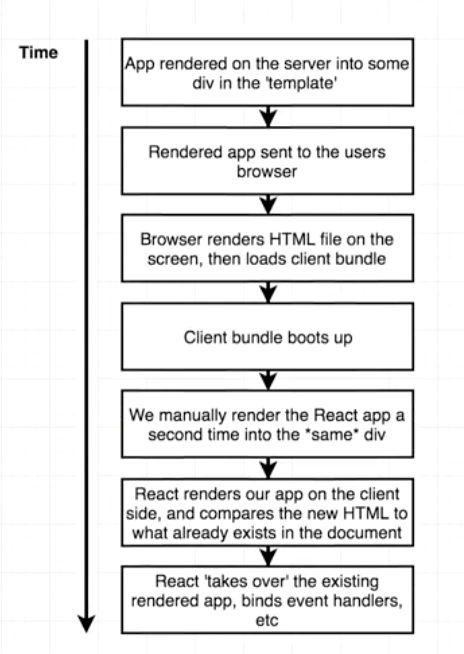 Time
App rendered on the server into some
div in the 'template'
Rendered app sent to the users
browser
Browser renders HTML file on the
screen, then loads client bundle
Client bundle boots up
We manually render the React app a
second time into the *same* div
React renders our app on the client
side, and compares the new HTML to
what already exists in the document
React 'takes over' the existing
rendered app, binds event handlers,
etc